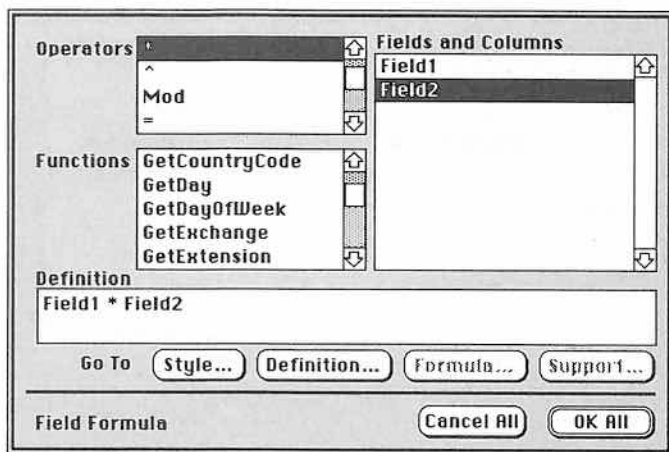 Operators
*
^
Mod
=
Fields and Columns
Field1
Field2
Functions
GetCountryCode
GetDay
GetDayOfWeek
GetExchange
GetExtension
Definition
Field1 * Field2
Go To Style... Definition... Formula... Support...
Field Formula Cancel All OK All